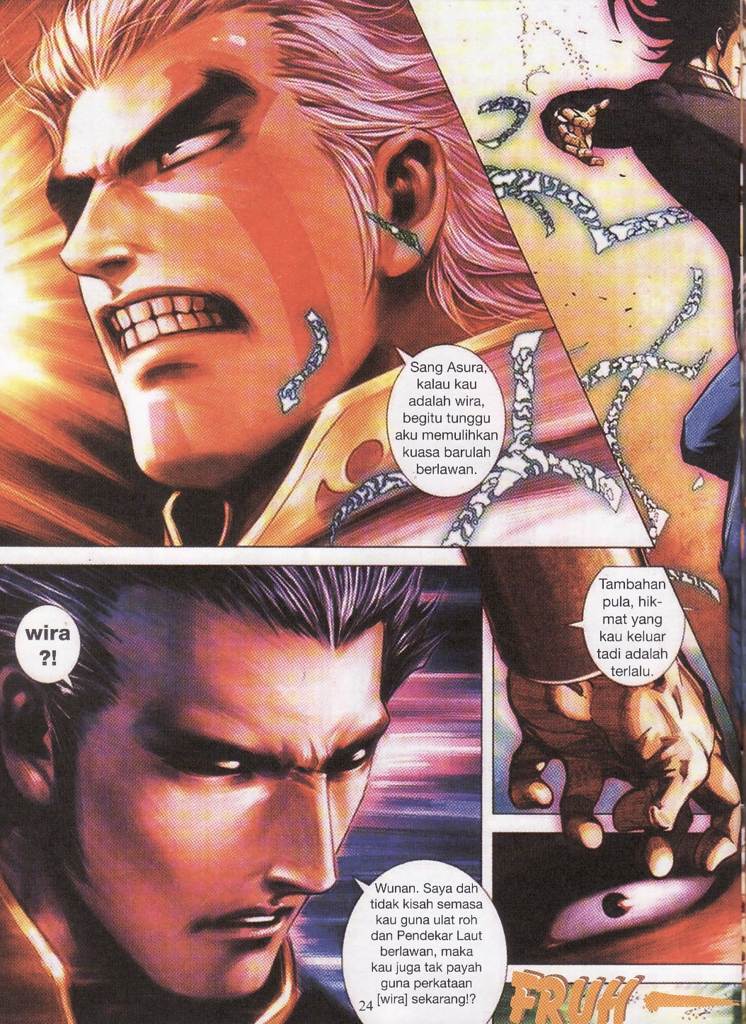 Sang Asura,
kalau kau
adalah wira,
begitu tunggu
aku memulihkan
kuasa barulah
berlawan.
wira
?!
Tambahan
pula, hik-
mat yang
kau keluar
tadi adalah
terlalu.
Wunan. Saya dah
tidak kisah semasa
kau guna ulat roh
dan Pendekar Laut
berlawan, maka
kau juga tak payah
guna perkataan
[wira] sekarang!?
FRUH
24